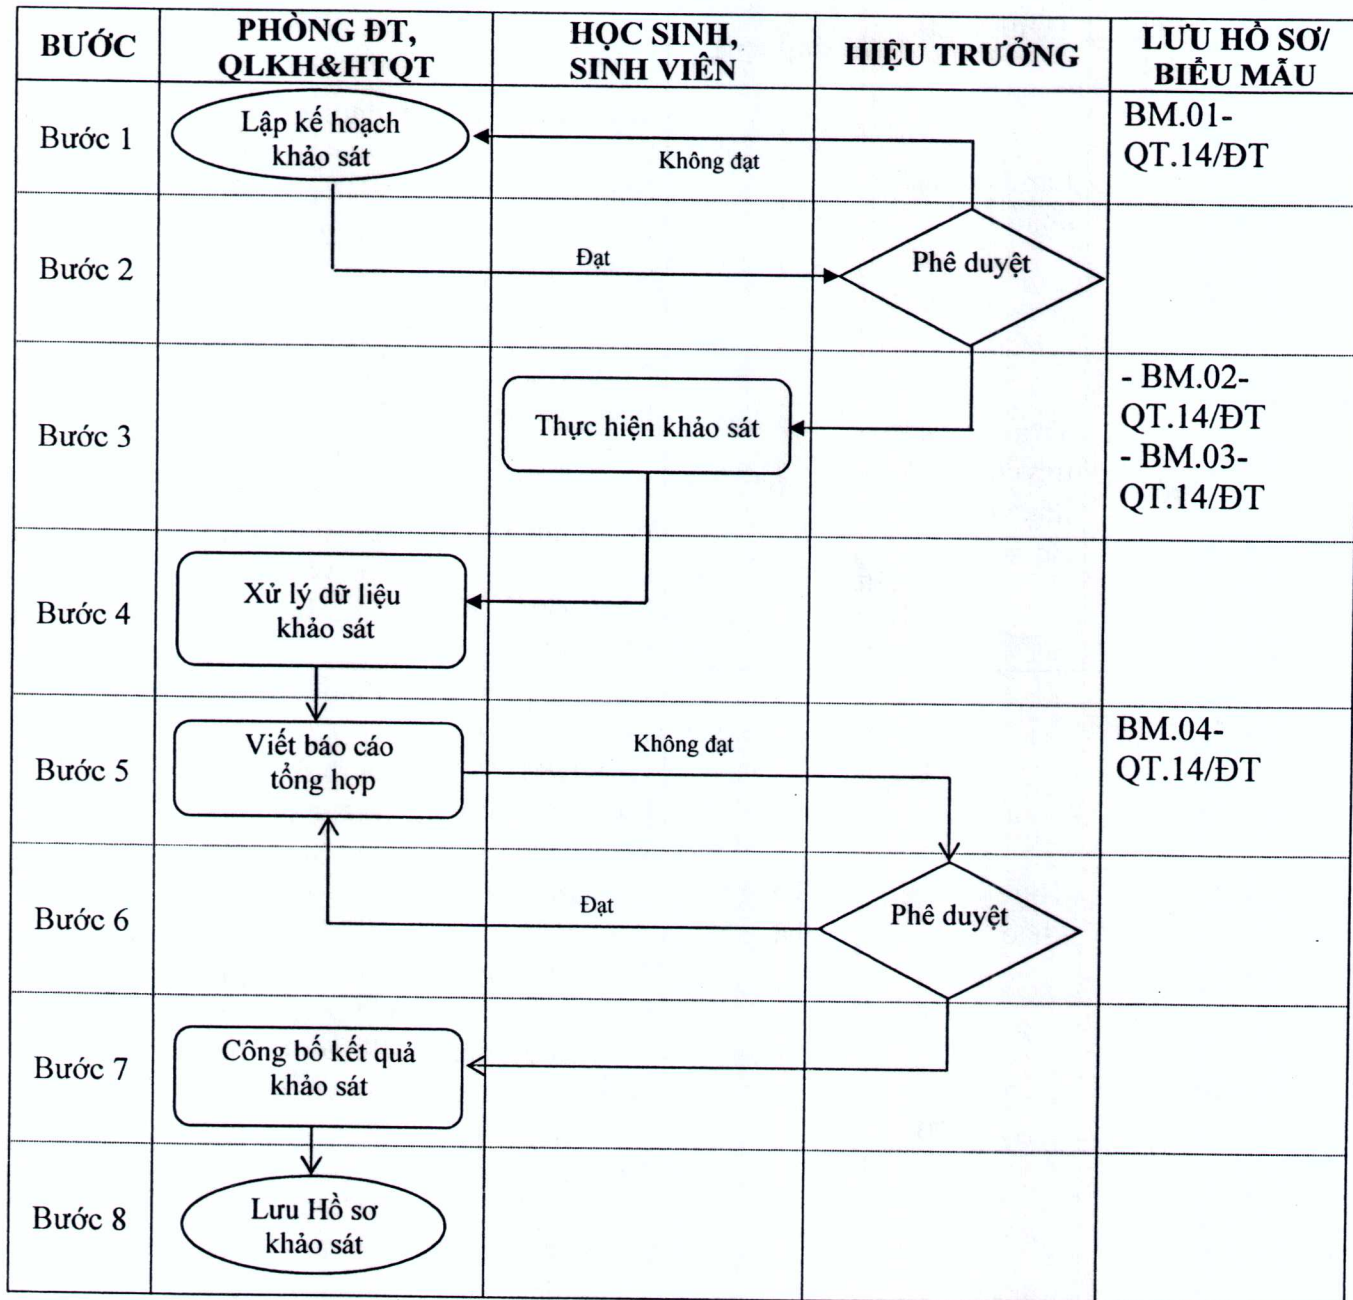 BƯỚC
PHÒNG ĐT,
QLKH&HTQT
HỌC SINH,
SINH VIÊN
HIỆU TRƯỞNG
LƯU HỒ SƠ/
BIỂU MẪU
Bước 1
Lập kế hoạch
khảo sát
Không đạt
BM.01-
QT.14/ĐT
Bước 2
Đạt
Phê duyệt
Bước 3
Thực hiện khảo sát
- BM.02-
QT.14/ĐT
- BM.03-
QT.14/ĐT
Bước 4
Xử lý dữ liệu
khảo sát
Bước 5
Viết báo cáo
tổng hợp
Không đạt
BM.04-
QT.14/ĐT
Bước 6
Đạt
Phê duyệt
Bước 7
Công bố kết quả
khảo sát
Bước 8
Lưu Hồ sơ
khảo sát